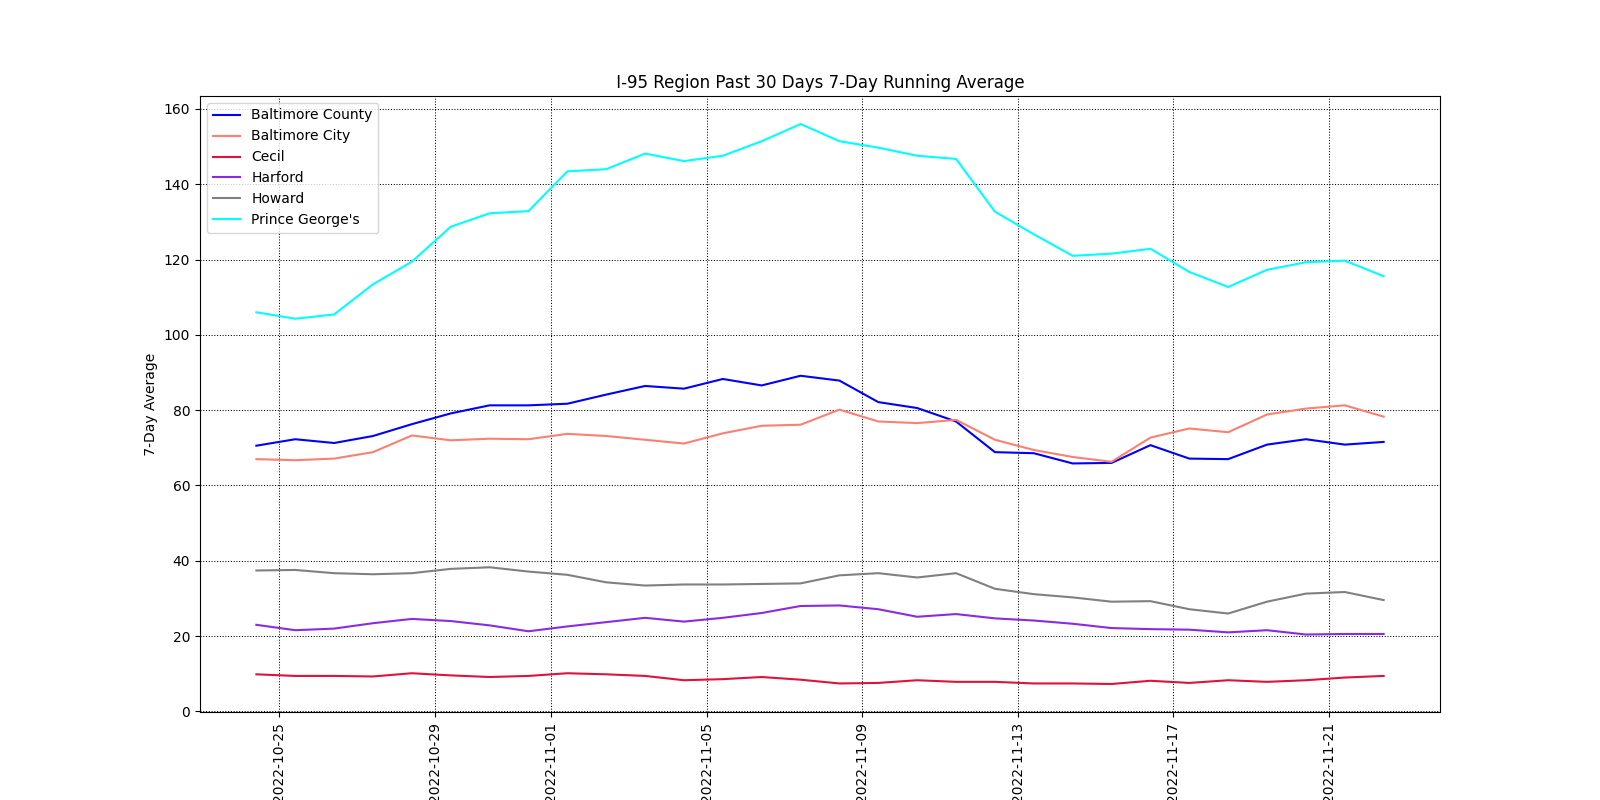 I-95 Region Past 30 Days 7-Day Running Average
160
140
120
100
80
60
40
20
0
7-Day Average
Baltimore County
Baltimore City
Cecil
Harford
Howard
Prince George's
2022-10-25
2022-10-29
2022-11-01
2022-11-05
2022-11-09
2022-11-13
2022-11-17
2022-11-21